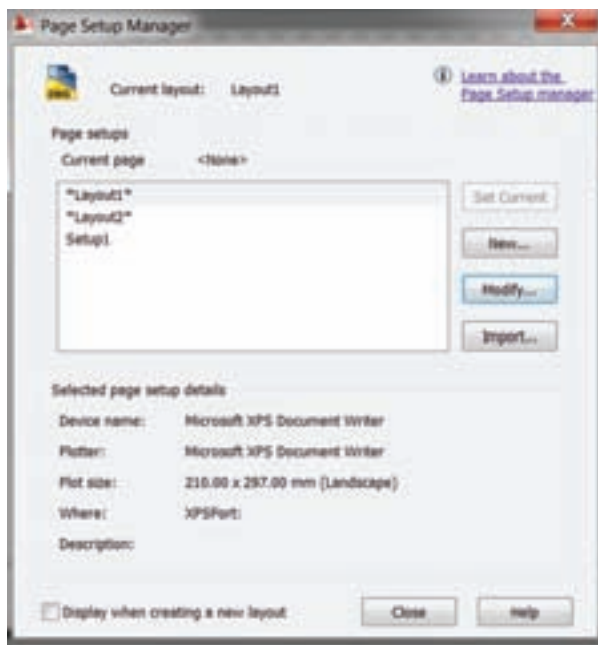 Page Setup Manager
Current layout: Layout1
Learn about the
Page Setup manager
Page setups
Current page <None>
*Layout1*
*Layout2*
Setup1
Set Current
New...
Modify...
Import...
Selected page setup details
Device name: Microsoft XPS Document Writer
Plotter: Microsoft XPS Document Writer
Plot size: 210.00 x 297.00 mm (Landscape)
Where: XPSPort:
Description:
Display when creating a new layout
Close
Help